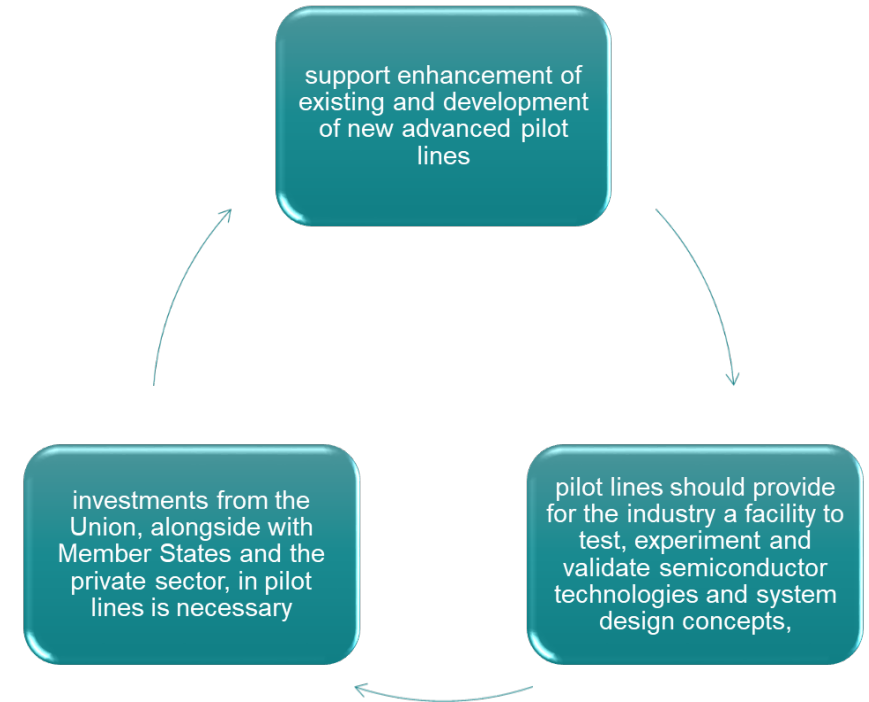 support enhancement of
existing and development
of new advanced pilot
lines
pilot lines should provide
for the industry a facility to
test, experiment and
validate semiconductor
technologies and system
design concepts,
investments from the
Union, alongside with
Member States and the
private sector, in pilot
lines is necessary